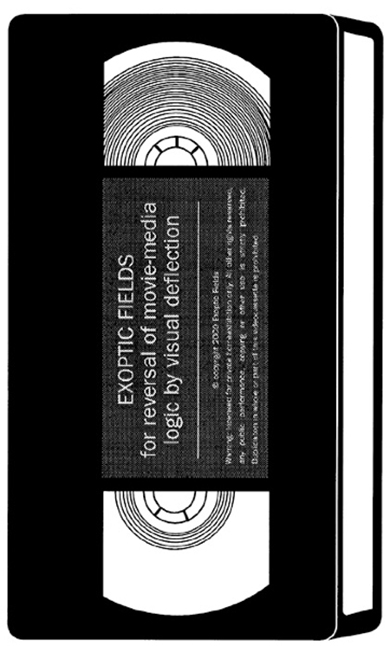 EXOPTIC FIELDS
for reversal of movie-media
logic by visual deflection
© copyright 2000 Exoptic Fields
Warning: licensed for private home exhibition only. All other rights reserved,
any public performance, copying or other use is strictly prohibited.
Duplication in whole or part of this videocassette is prohibited